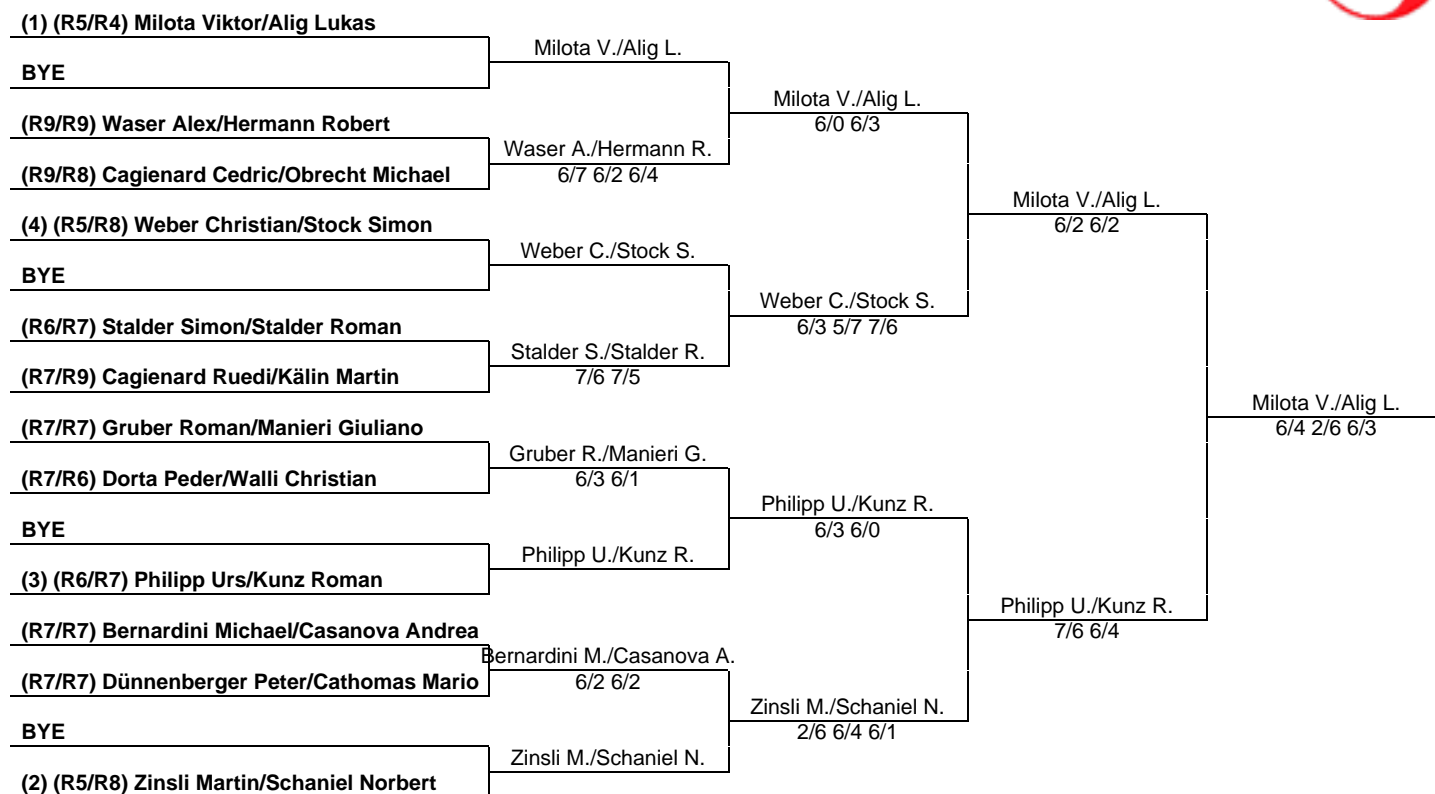 (1) (R5/R4) Milota Viktor/Alig Lukas
Milota V./Alig L.
BYE
Milota V./Alig L.
6/0 6/3
(R9/R9) Waser Alex/Hermann Robert
Waser A./Hermann R.
6/7 6/2 6/4
(R9/R8) Cagienard Cedric/Obrecht Michael
Milota V./Alig L.
6/2 6/2
(4) (R5/R8) Weber Christian/Stock Simon
Weber C./Stock S.
BYE
Weber C./Stock S.
6/3 5/7 7/6
(R6/R7) Stalder Simon/Stalder Roman
Stalder S./Stalder R.
7/6 7/5
(R7/R9) Cagienard Ruedi/Kälin Martin
Milota V./Alig L.
6/4 2/6 6/3
(R7/R7) Gruber Roman/Manieri Giuliano
Gruber R./Manieri G.
6/3 6/1
(R7/R6) Dorta Peder/Walli Christian
Philipp U./Kunz R.
6/3 6/0
BYE
Philipp U./Kunz R.
(3) (R6/R7) Philipp Urs/Kunz Roman
Philipp U./Kunz R.
7/6 6/4
(R7/R7) Bernardini Michael/Casanova Andrea
Bernardini M./Casanova A.
6/2 6/2
(R7/R7) Dünnenberger Peter/Cathomas Mario
Zinsli M./Schaniel N.
2/6 6/4 6/1
BYE
Zinsli M./Schaniel N.
(2) (R5/R8) Zinsli Martin/Schaniel Norbert